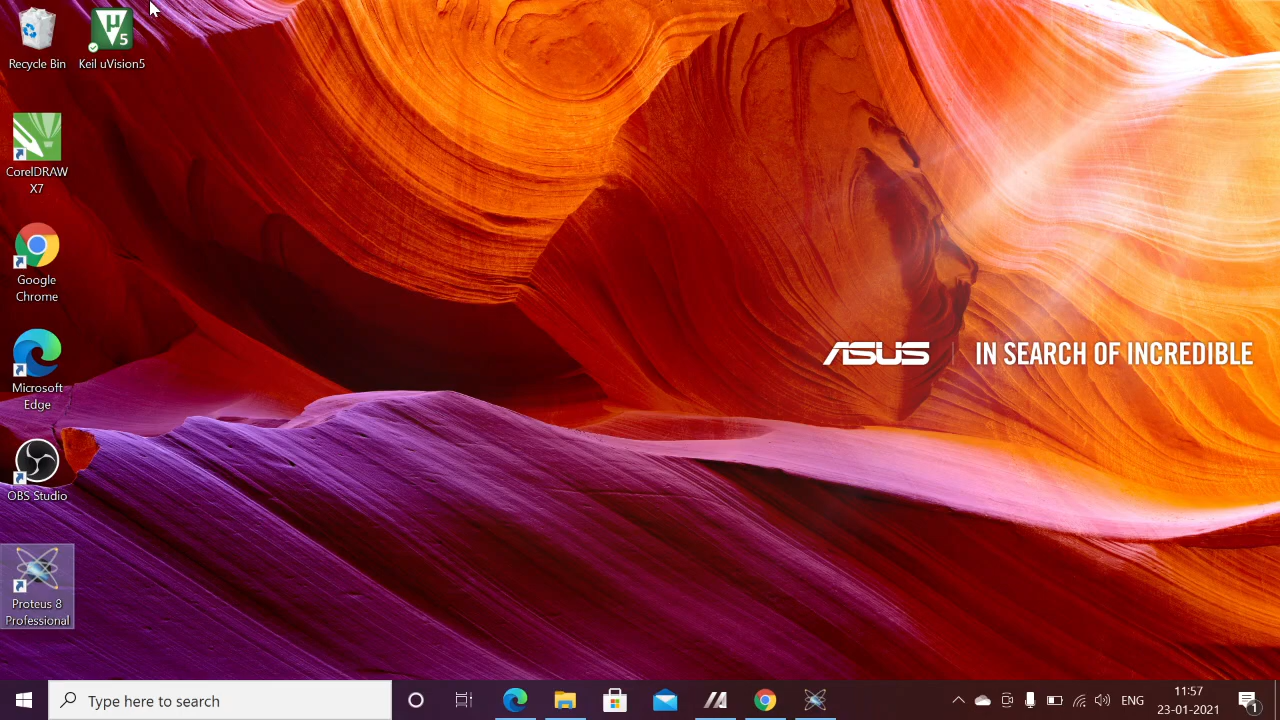 Recycle Bin
µ
5
Keil uVision5
CorelDRAW
X7
Google
Chrome
Microsoft
Edge
OBS Studio
Proteus 8
Professional
ASUS
IN SEARCH OF INCREDIBLE
Type here to search
ENG
11:57
23-01-2021
1